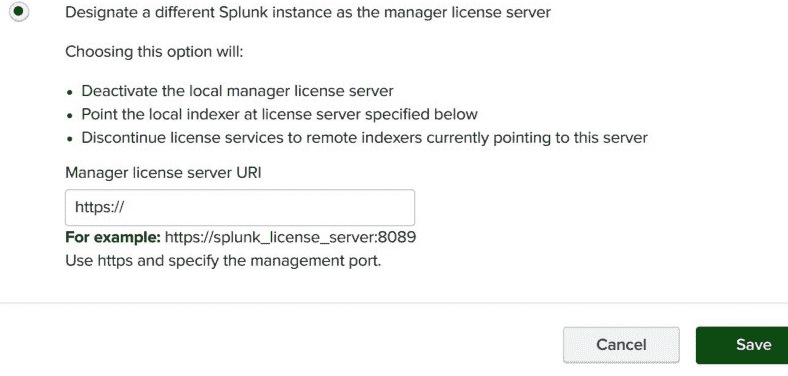 Designate a different Splunk instance as the manager license server
Choosing this option will:
• Deactivate the local manager license server
• Point the local indexer at license server specified below
• Discontinue license services to remote indexers currently pointing to this server
Manager license server URI
https://
For example: https://splunk_license_server:8089
Use https and specify the management port.
Cancel Save